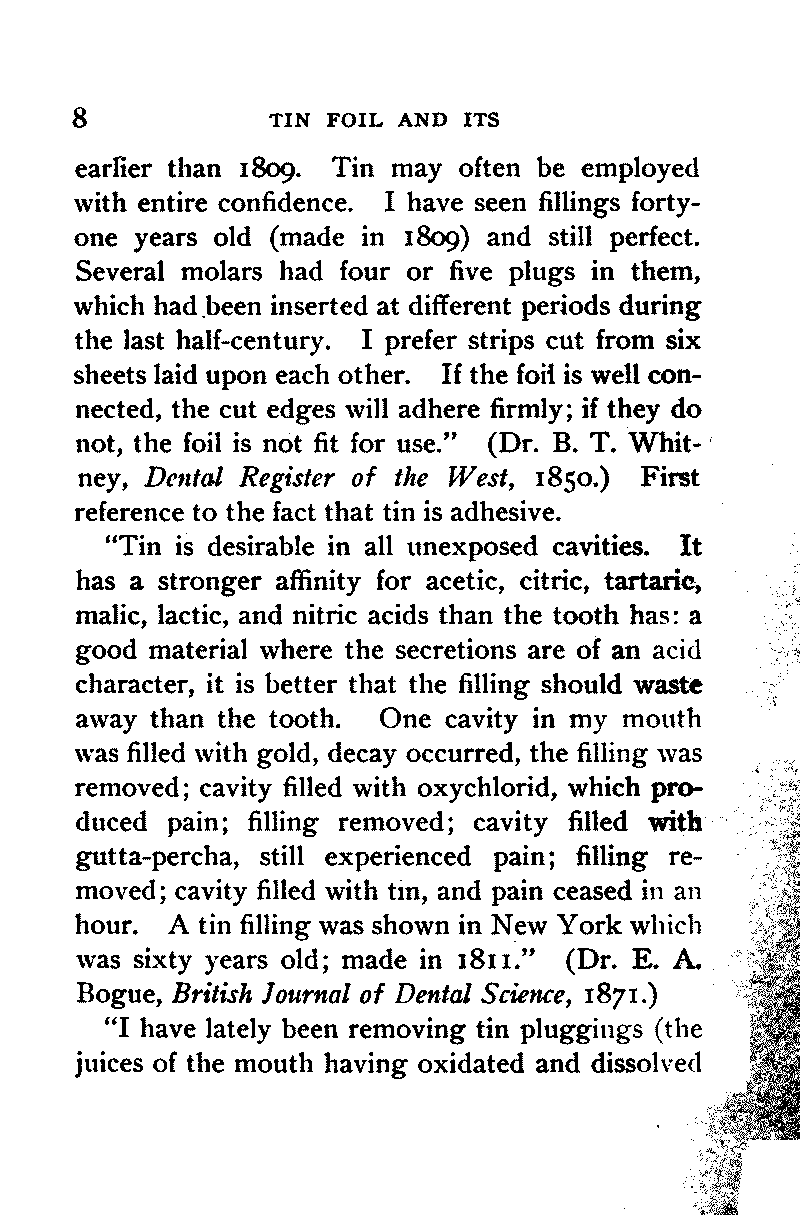 8 TIN FOIL AND ITS
earlier than 1809. Tin may often be employed
with entire confidence. I have seen fillings forty-
one years old (made in 1809) and still perfect.
Several molars had four or five plugs in them,
which had been inserted at different periods during
the last half-century. I prefer strips cut from six
sheets laid upon each other. If the foil is well con-
nected, the cut edges will adhere firmly; if they do
not, the foil is not fit for use." (Dr. B. T. Whit-
ney, Dental Register of the West, 1850.) First
reference to the fact that tin is adhesive.
"Tin is desirable in all unexposed cavities. It
has a stronger affinity for acetic, citric, tartaric,
malic, lactic, and nitric acids than the tooth has: a
good material where the secretions are of an acid
character, it is better that the filling should waste
away than the tooth. One cavity in my mouth
was filled with gold, decay occurred, the filling was
removed; cavity filled with oxychlorid, which pro-
duced pain; filling removed; cavity filled with
gutta-percha, still experienced pain; filling re-
moved; cavity filled with tin, and pain ceased in an
hour. A tin filling was shown in New York which
was sixty years old; made in 1811." (Dr. E. A.
Bogue, British Journal of Dental Science, 1871.)
"I have lately been removing tin pluggings (the
juices of the mouth having oxidated and dissolved